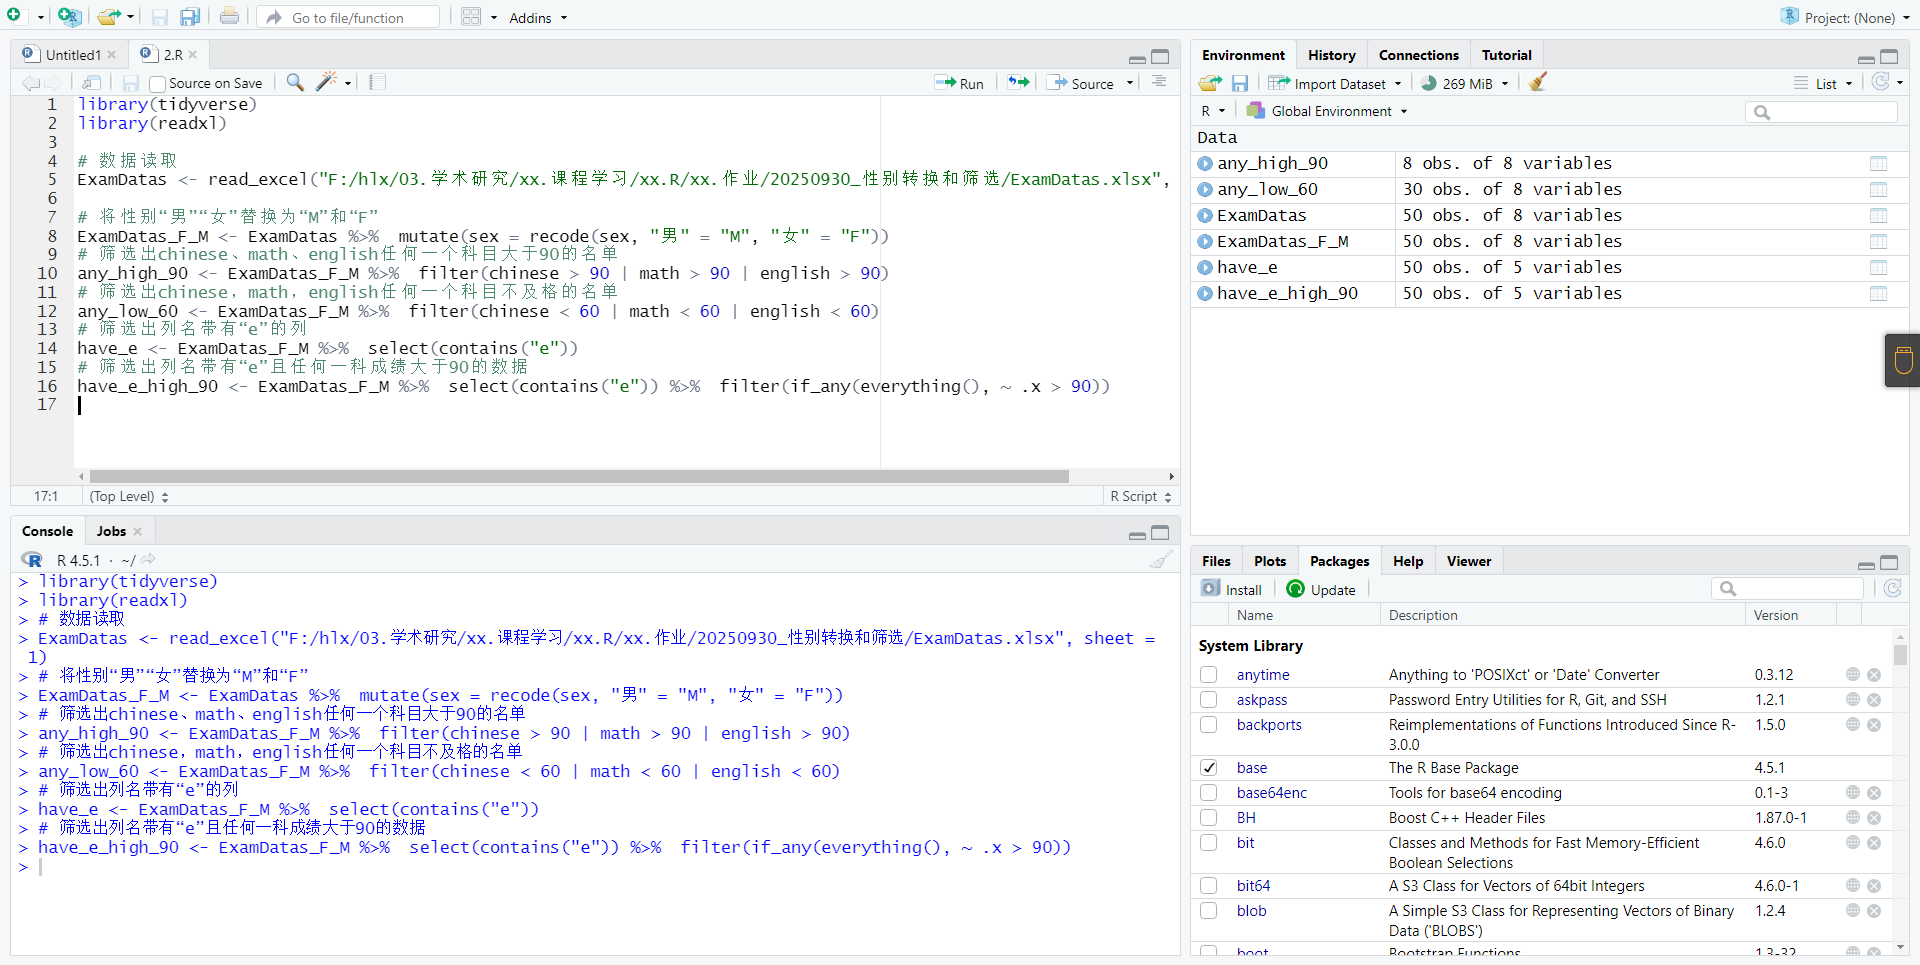 Go to file/function
Addins
Project: (None)
Untitled1
2.R
Source on Save
Run
Source
1 library(tidyverse)
2 library(readxl)
3
4 # 数据读取
5 ExamDatas <- read_excel("F:/hlx/03.学术研究/xx.课程学习/xx.R/xx.作业/20250930_性别转换和筛选/ExamDatas.xlsx",
6
7 # 将性别“男”“女”替换为“M”和“F”
8 ExamDatas_F_M <- ExamDatas %>%  mutate(sex = recode(sex, "男" = "M", "女" = "F"))
9 # 筛选出chinese、math、english任何一个科目大于90的名单
10 any_high_90 <- ExamDatas_F_M %>%  filter(chinese > 90 | math > 90 | english > 90)
11 # 筛选出chinese，math，english任何一个科目不及格的名单
12 any_low_60 <- ExamDatas_F_M %>%  filter(chinese < 60 | math < 60 | english < 60)
13 # 筛选出列名带有“e”的列
14 have_e <- ExamDatas_F_M %>%  select(contains("e"))
15 # 筛选出列名带有“e”且任何一科成绩大于90的数据
16 have_e_high_90 <- ExamDatas_F_M %>%  select(contains("e")) %>%  filter(if_any(everything(), ~ .x > 90))
17
17:1 (Top Level) R Script
Console Jobs
R 4.5.1 · ~/
> library(tidyverse)
> library(readxl)
> # 数据读取
> ExamDatas <- read_excel("F:/hlx/03.学术研究/xx.课程学习/xx.R/xx.作业/20250930_性别转换和筛选/ExamDatas.xlsx", sheet =
1)
> # 将性别“男”“女”替换为“M”和“F”
> ExamDatas_F_M <- ExamDatas %>%  mutate(sex = recode(sex, "男" = "M", "女" = "F"))
> # 筛选出chinese、math、english任何一个科目大于90的名单
> any_high_90 <- ExamDatas_F_M %>%  filter(chinese > 90 | math > 90 | english > 90)
> # 筛选出chinese，math，english任何一个科目不及格的名单
> any_low_60 <- ExamDatas_F_M %>%  filter(chinese < 60 | math < 60 | english < 60)
> # 筛选出列名带有“e”的列
> have_e <- ExamDatas_F_M %>%  select(contains("e"))
> # 筛选出列名带有“e”且任何一科成绩大于90的数据
> have_e_high_90 <- ExamDatas_F_M %>%  select(contains("e")) %>%  filter(if_any(everything(), ~ .x > 90))
>
Environment History Connections Tutorial
Import Dataset 269 MiB List
R Global Environment
Data
any_high_90 8 obs. of 8 variables
any_low_60 30 obs. of 8 variables
ExamDatas 50 obs. of 8 variables
ExamDatas_F_M 50 obs. of 8 variables
have_e 50 obs. of 5 variables
have_e_high_90 50 obs. of 5 variables
Files Plots Packages Help Viewer
Install Update
Name Description Version
System Library
anytime Anything to 'POSIXct' or 'Date' Converter 0.3.12
askpass Password Entry Utilities for R, Git, and SSH 1.2.1
backports Reimplementations of Functions Introduced Since R- 1.5.0
3.0.0
base The R Base Package 4.5.1
base64enc Tools for base64 encoding 0.1-3
BH Boost C++ Header Files 1.87.0-1
bit Classes and Methods for Fast Memory-Efficient 4.6.0
Boolean Selections
bit64 A S3 Class for Vectors of 64bit Integers 4.6.0-1
blob A Simple S3 Class for Representing Vectors of Binary 1.2.4
Data ('BLOBS')
boot Bootstrap Functions 1.3-32